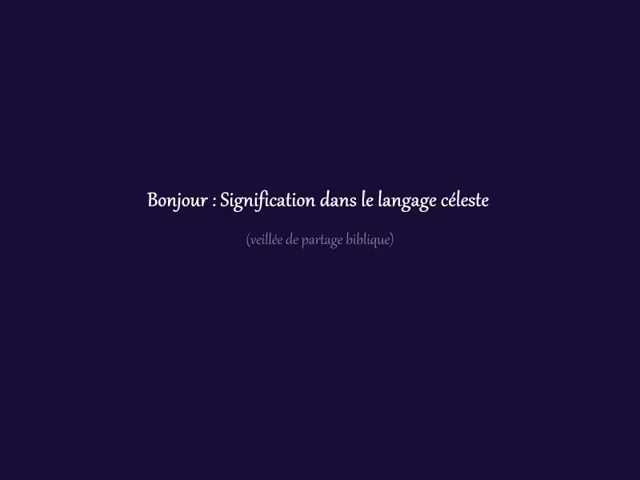 Bonjour : Signification dans le langage céleste
(veillée de partage biblique)